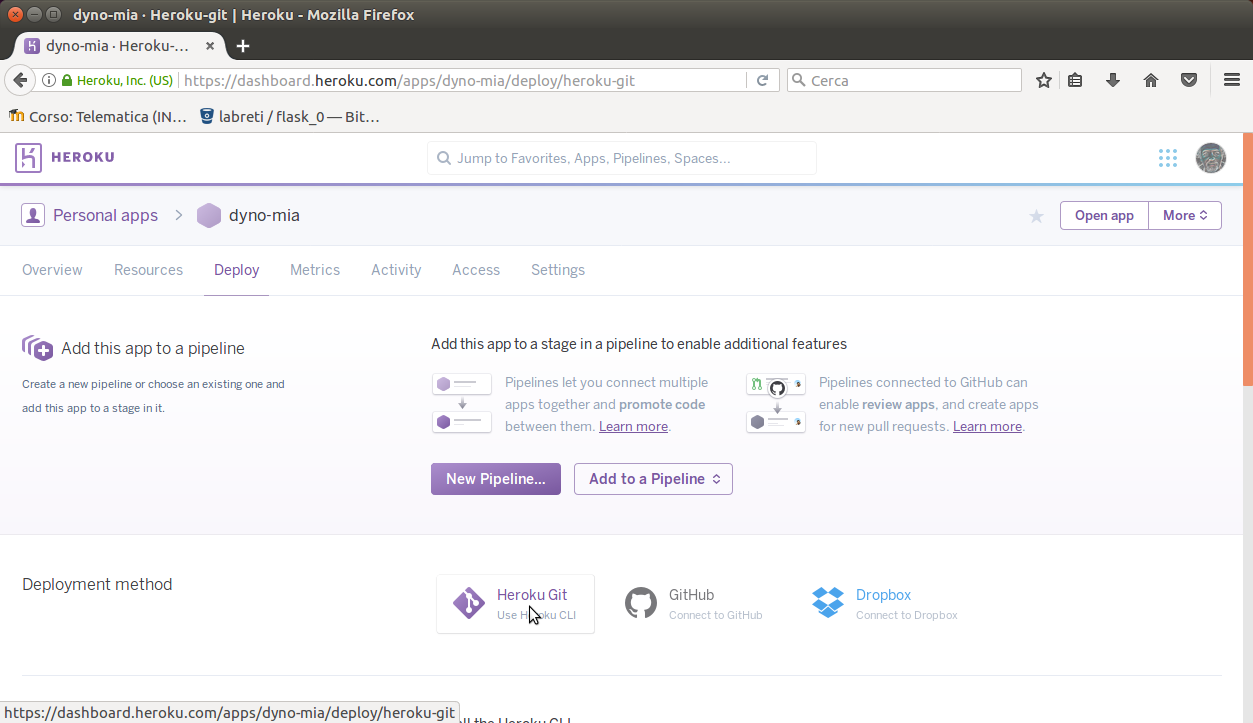 dyno-mia · Heroku-git | Heroku - Mozilla Firefox
dyno-mia · Heroku-...
Heroku, Inc. (US)
https://dashboard.heroku.com/apps/dyno-mia/deploy/heroku-git
Cerca
Corso: Telematica (IN...
labreti / flask_0 — Bit...
HEROKU
Jump to Favorites, Apps, Pipelines, Spaces...
Personal apps
dyno-mia
Open app
More
Overview
Resources
Deploy
Metrics
Activity
Access
Settings
Add this app to a pipeline
Create a new pipeline or choose an existing one and
add this app to a stage in it.
Add this app to a stage in a pipeline to enable additional features
Pipelines let you connect multiple
apps together and promote code
between them. Learn more.
Pipelines connected to GitHub can
enable review apps, and create apps
for new pull requests. Learn more.
New Pipeline...
Add to a Pipeline
Deployment method
Heroku Git
Use Heroku CLI
GitHub
Connect to GitHub
Dropbox
Connect to Dropbox
the Heroku CLI
https://dashboard.heroku.com/apps/dyno-mia/deploy/heroku-git